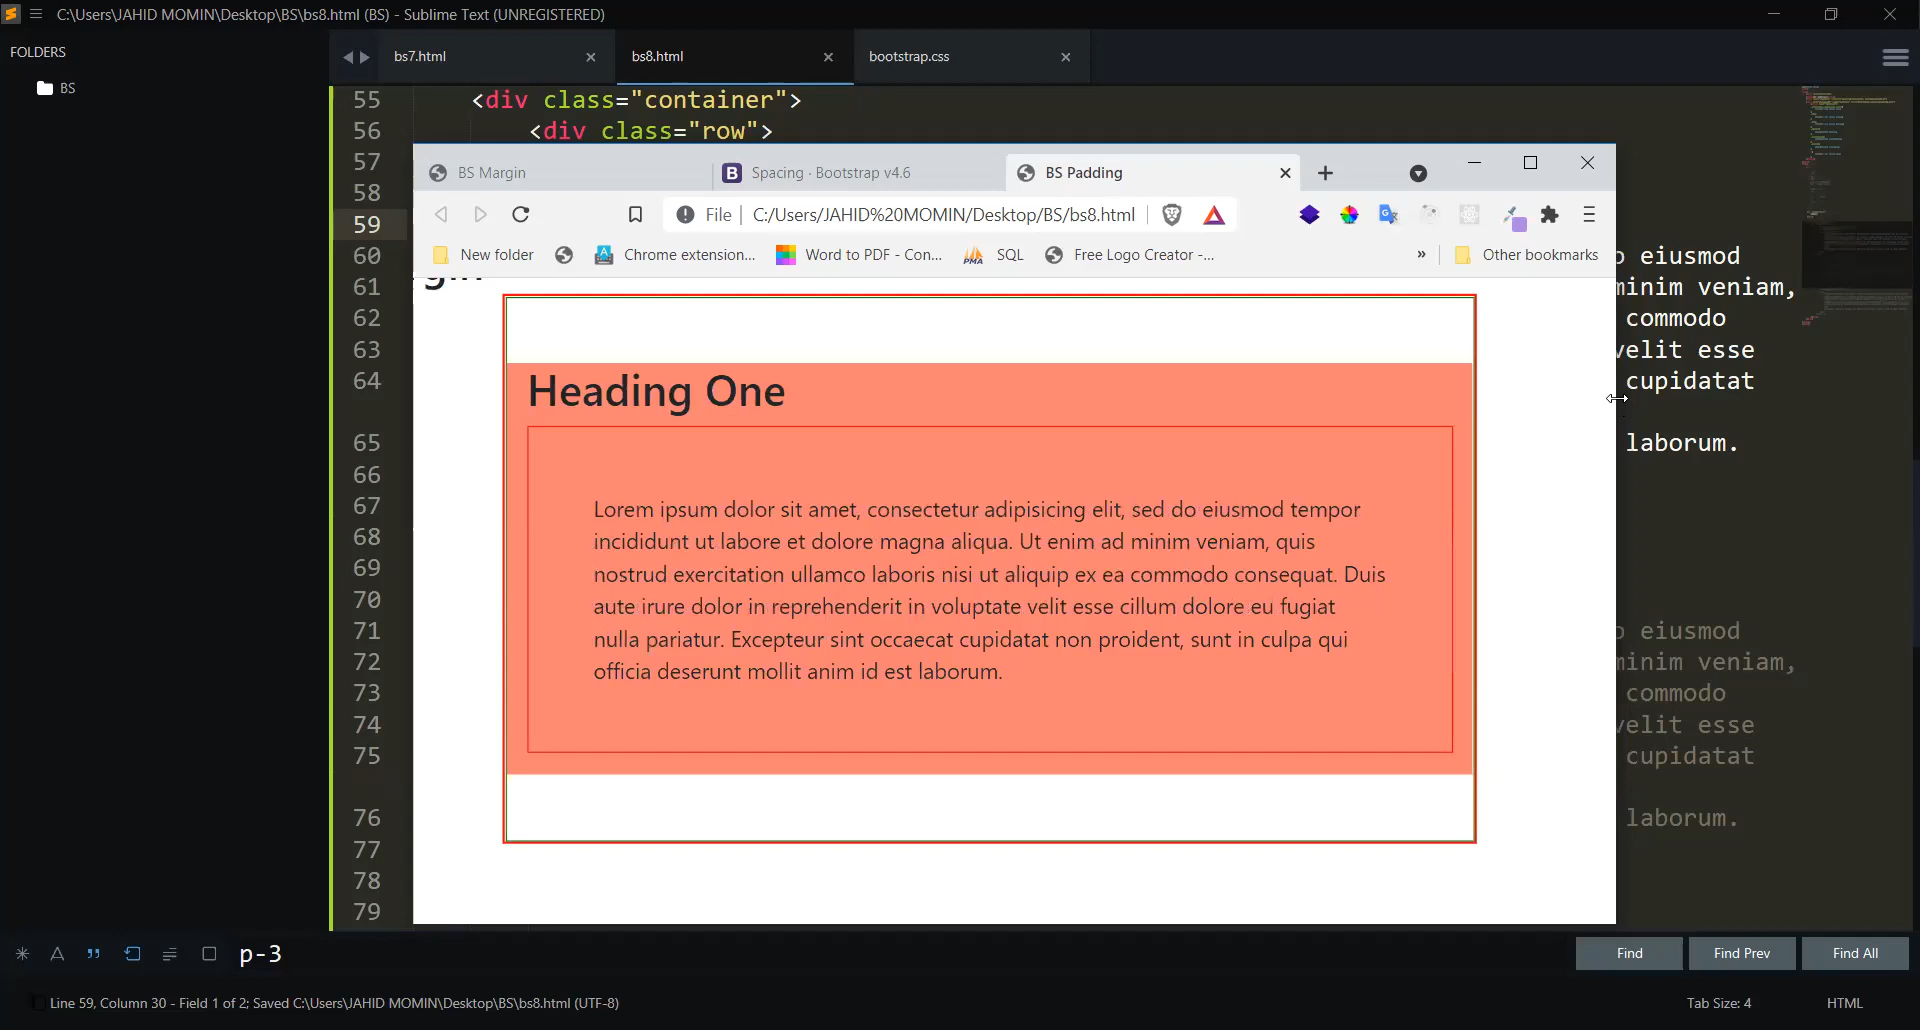 C:\Users\JAHID MOMIN\Desktop\BS\bs8.html (BS) - Sublime Text (UNREGISTERED)
FOLDERS
BS
bs7.html
bs8.html
bootstrap.css
55 <div class="container">
56 <div class="row">
57
58
59
60
61
62
63
64
65
66
67
68
69
70
71
72
73
74
75
76
77
78
79
BS Margin
Spacing · Bootstrap v4.6
BS Padding
File C:/Users/JAHID%20MOMIN/Desktop/BS/bs8.html
New folder
Chrome extension...
Word to PDF - Con...
SQL
Free Logo Creator -...
»
Other bookmarks
Heading One
Lorem ipsum dolor sit amet, consectetur adipisicing elit, sed do eiusmod tempor
incididunt ut labore et dolore magna aliqua. Ut enim ad minim veniam, quis
nostrud exercitation ullamco laboris nisi ut aliquip ex ea commodo consequat. Duis
aute irure dolor in reprehenderit in voluptate velit esse cillum dolore eu fugiat
nulla pariatur. Excepteur sint occaecat cupidatat non proident, sunt in culpa qui
officia deserunt mollit anim id est laborum.
eiusmod
minim veniam,
commodo
velit esse
cupidatat
laborum.
eiusmod
minim veniam,
commodo
velit esse
cupidatat
laborum.
p-3
Find
Find Prev
Find All
Line 59, Column 30 - Field 1 of 2; Saved C:\Users\JAHID MOMIN\Desktop\BS\bs8.html (UTF-8)
Tab Size: 4
HTML